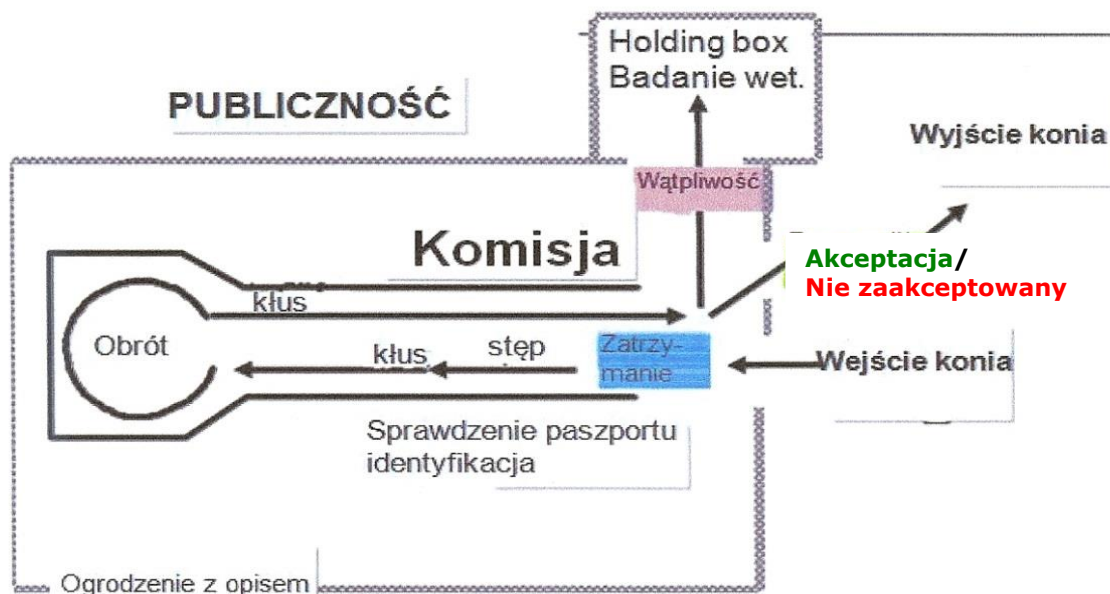 Holding box
Badanie wet.
PUBLICZNOŚĆ
Wyjście konia
Wątpliwość
Komisja
Akceptacja/
Nie zaakceptowany
kłus
Obrót
kłus
stęp
Zatrzy-
manie
Wejście konia
Sprawdzenie paszportu
identyfikacja
Ogrodzenie z opisem